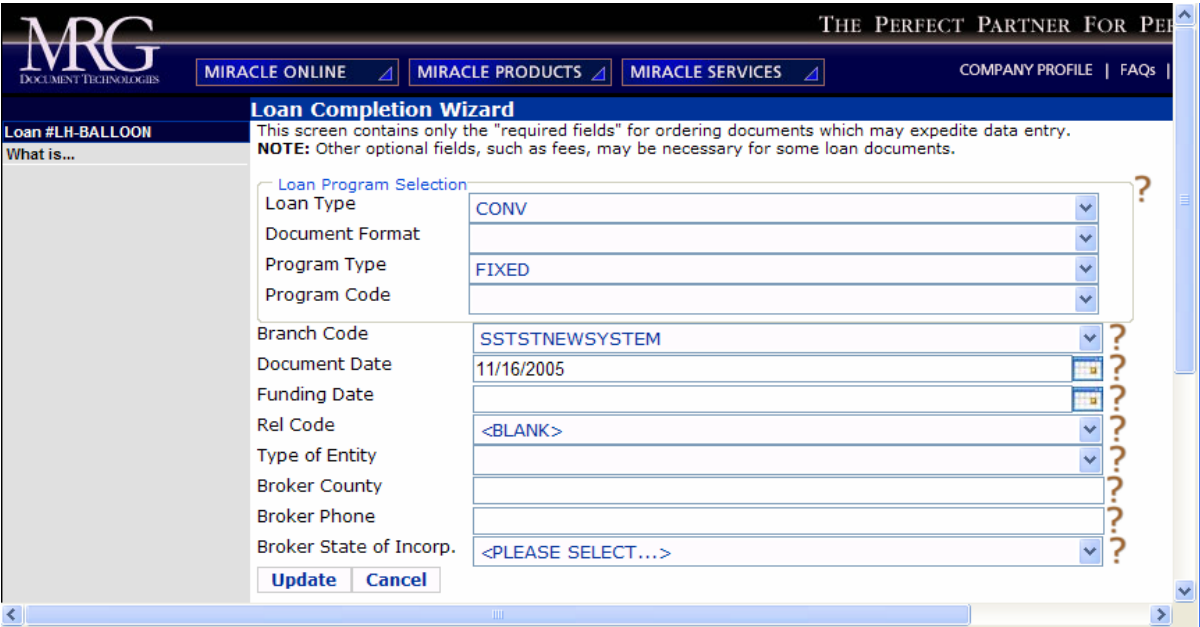 THE PERFECT PARTNER FOR PER
MRG
DOCUMENT TECHNOLOGIES
MIRACLE ONLINE MIRACLE PRODUCTS MIRACLE SERVICES COMPANY PROFILE | FAQs |
Loan Completion Wizard
Loan #LH-BALLOON
What is...
This screen contains only the "required fields" for ordering documents which may expedite data entry.
NOTE: Other optional fields, such as fees, may be necessary for some loan documents.
Loan Program Selection ?
Loan Type CONV
Document Format
Program Type FIXED
Program Code
Branch Code SSTSTNEWSYSTEM ?
Document Date 11/16/2005 ?
Funding Date ?
Rel Code <BLANK> ?
Type of Entity ?
Broker County ?
Broker Phone ?
Broker State of Incorp. <PLEASE SELECT...> ?
Update Cancel